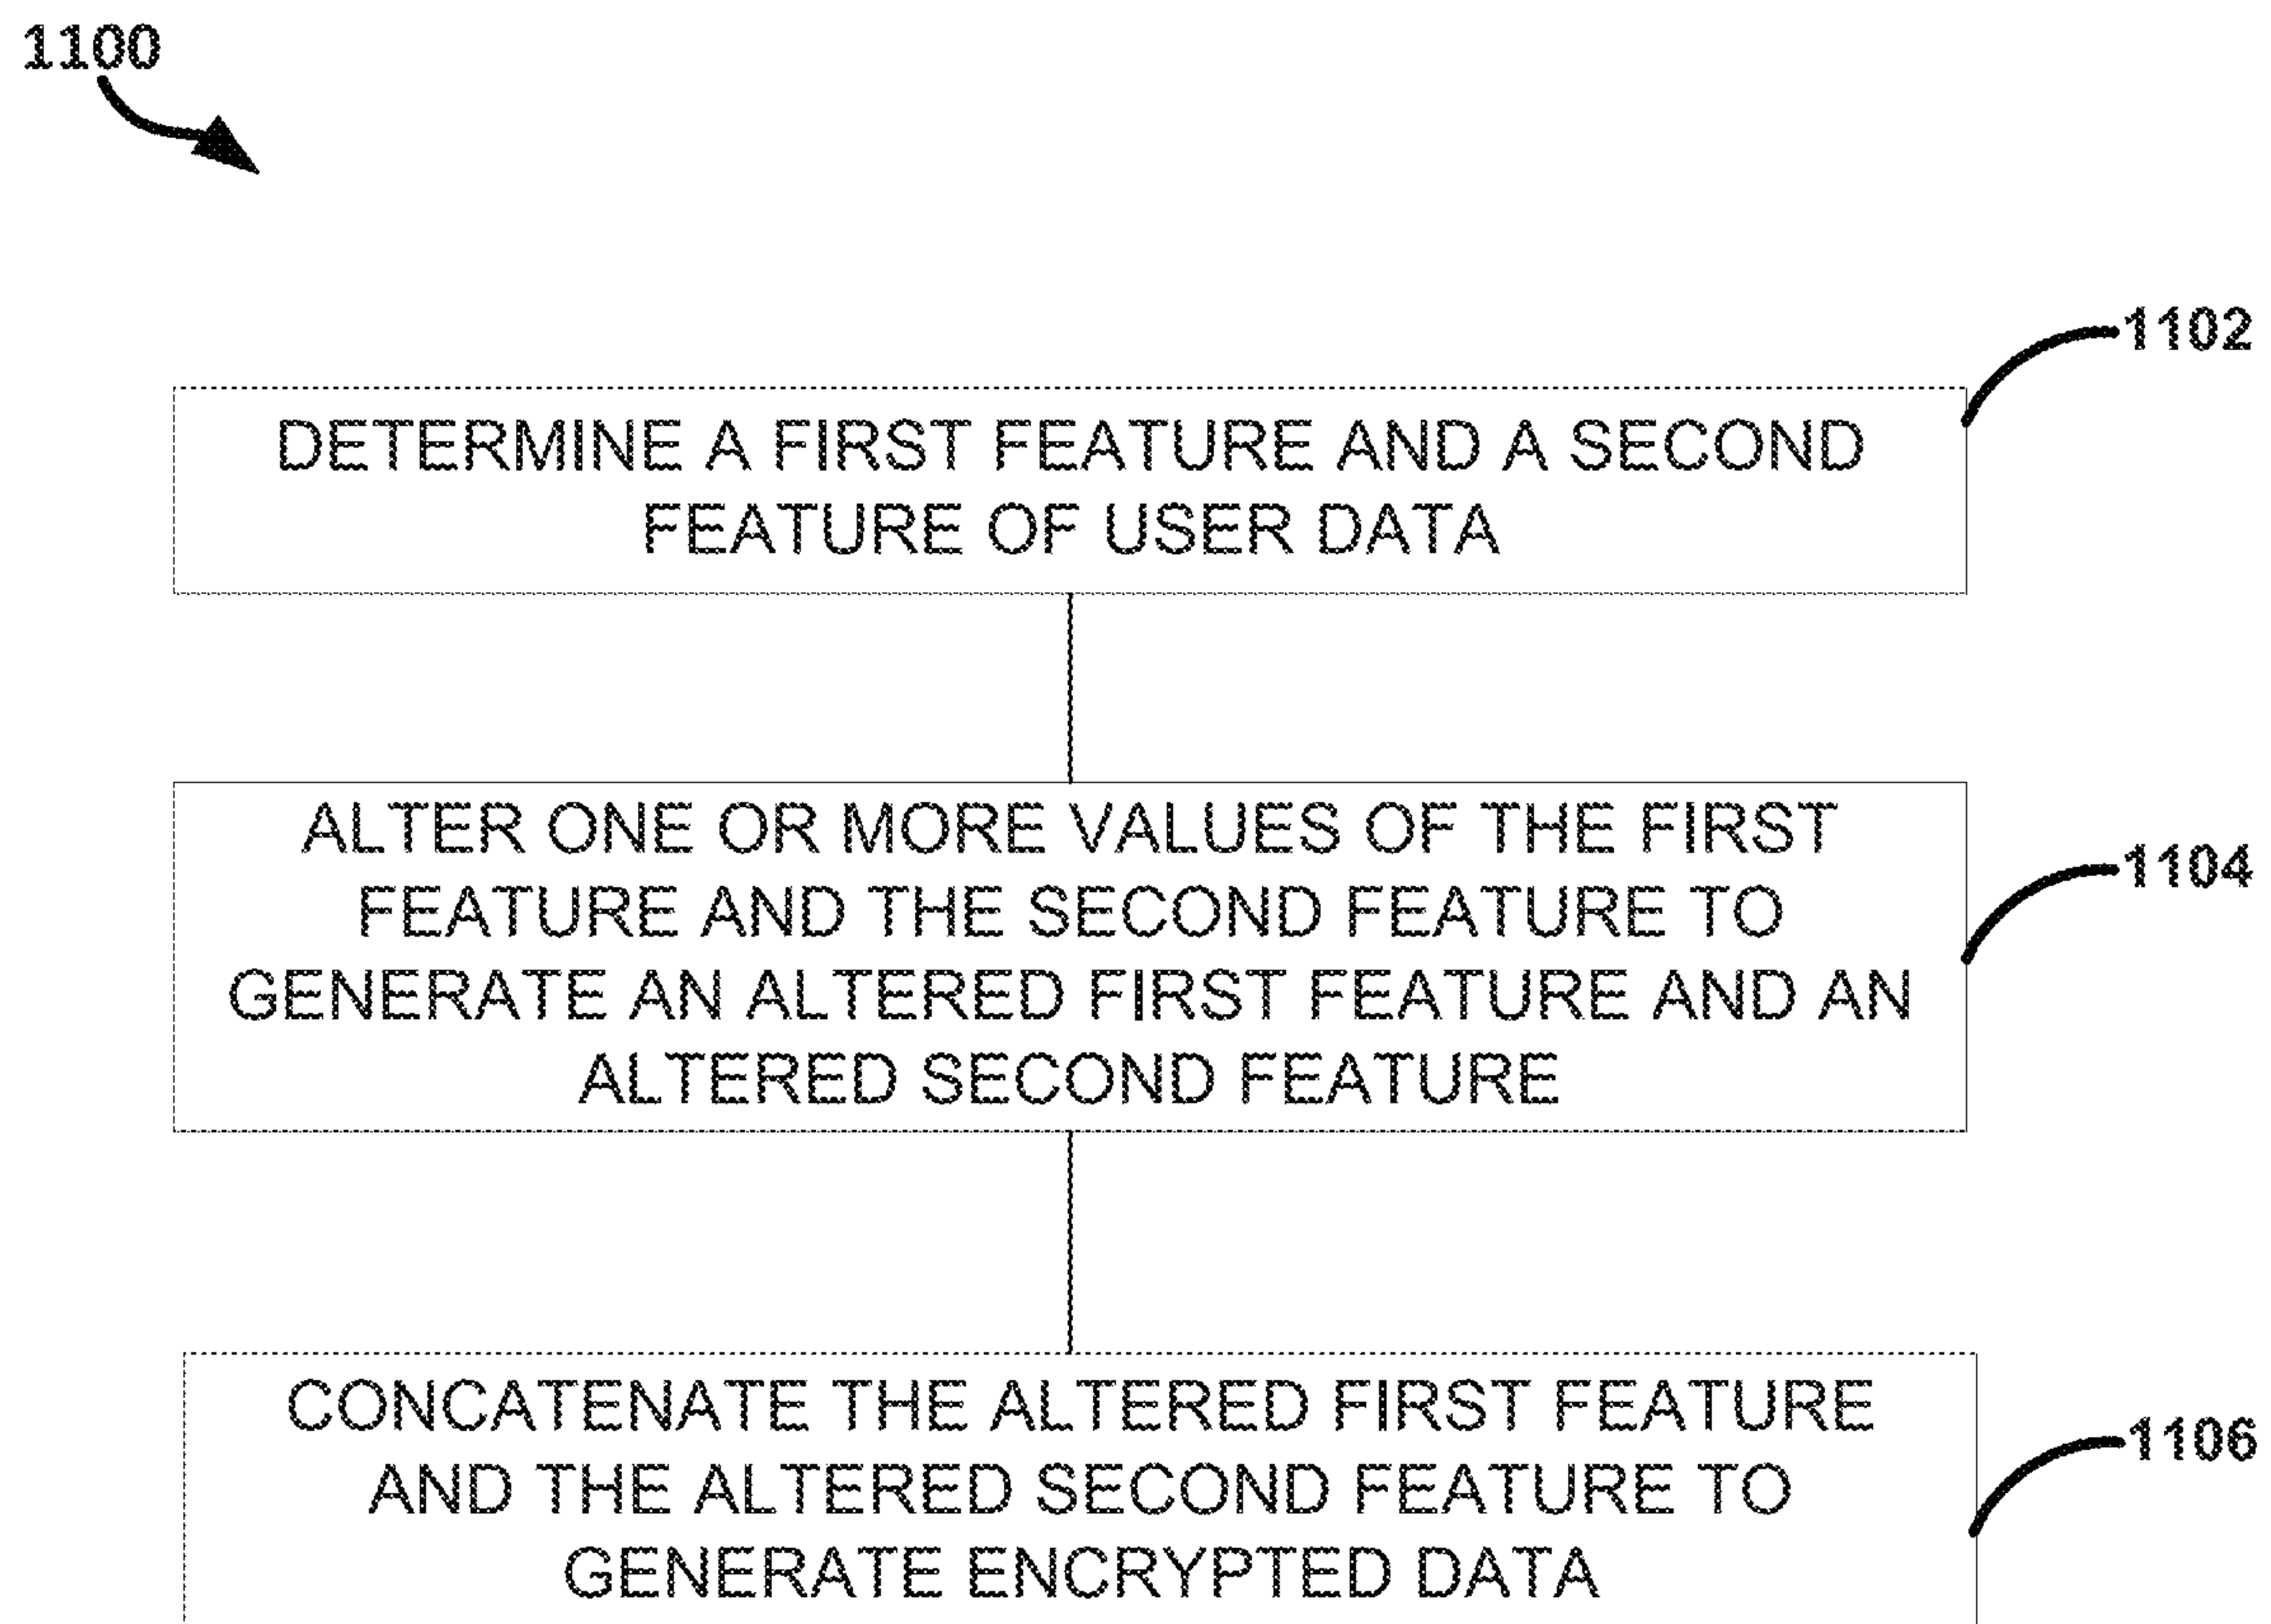 1100
1102
DETERMINE A FIRST FEATURE AND A SECOND
FEATURE OF USER DATA
ALTER ONE OR MORE VALUES OF THE FIRST
FEATURE AND THE SECOND FEATURE TO
GENERATE AN ALTERED FIRST FEATURE AND AN
ALTERED SECOND FEATURE
1104
CONCATENATE THE ALTERED FIRST FEATURE
AND THE ALTERED SECOND FEATURE TO
GENERATE ENCRYPTED DATA
1106